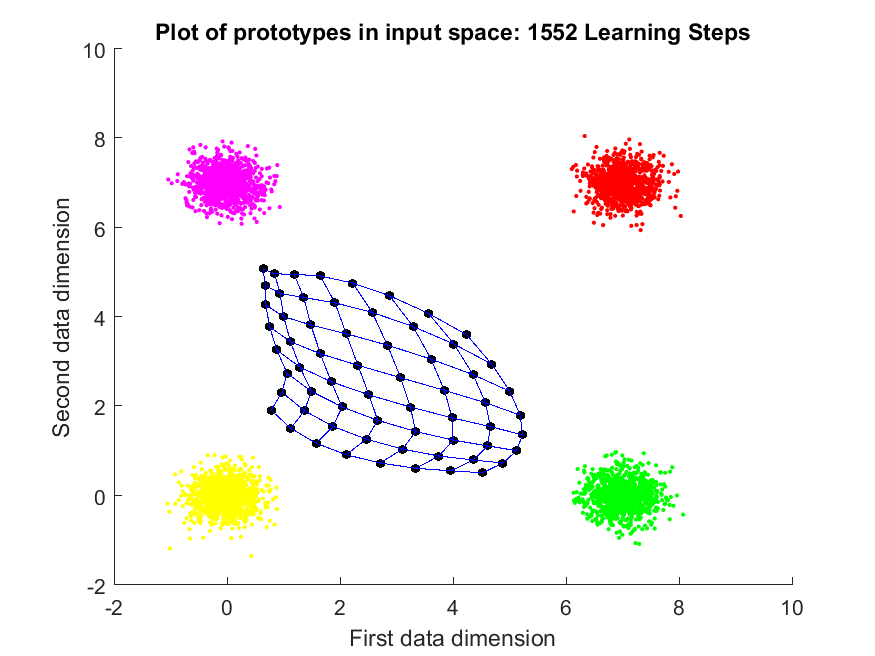 Plot of prototypes in input space: 1552 Learning Steps
10
8
6
4
2
0
-2
Second data dimension
-2 0 2 4 6 8 10
First data dimension